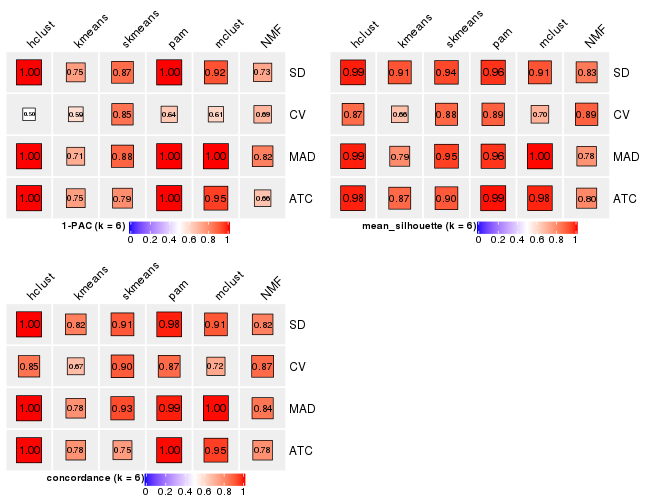 hclust kmeans skmeans pam mclust NMF
1.00 0.75 0.87 1.00 0.92 0.73 SD
0.50 0.59 0.85 0.64 0.61 0.69 CV
1.00 0.71 0.88 1.00 1.00 0.82 MAD
1.00 0.75 0.79 1.00 0.95 0.66 ATC
1-PAC (k = 6) 0 0.2 0.4 0.6 0.8 1
hclust kmeans skmeans pam mclust NMF
0.99 0.91 0.94 0.96 0.91 0.83 SD
0.87 0.66 0.88 0.89 0.70 0.89 CV
0.99 0.79 0.95 0.96 1.00 0.78 MAD
0.98 0.87 0.90 0.99 0.98 0.80 ATC
mean_silhouette (k = 6) 0 0.2 0.4 0.6 0.8 1
hclust kmeans skmeans pam mclust NMF
1.00 0.82 0.91 0.98 0.91 0.82 SD
0.85 0.67 0.90 0.87 0.72 0.87 CV
1.00 0.78 0.93 0.99 1.00 0.84 MAD
1.00 0.78 0.75 1.00 0.95 0.78 ATC
concordance (k = 6) 0 0.2 0.4 0.6 0.8 1